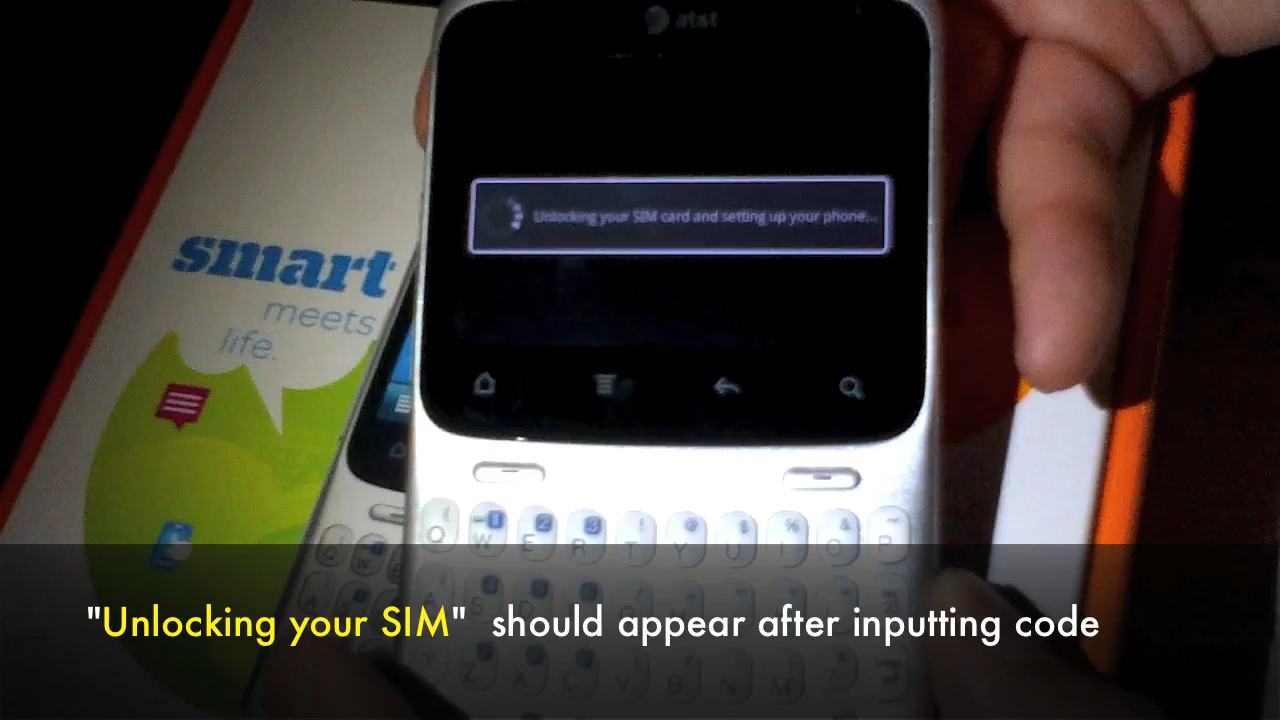 at&t
Unlocking your SIM card and setting up your phone...
smart
meets
life.
Q W E R T Y U I O P
Z X C V B N M
"Unlocking your SIM" should appear after inputting code